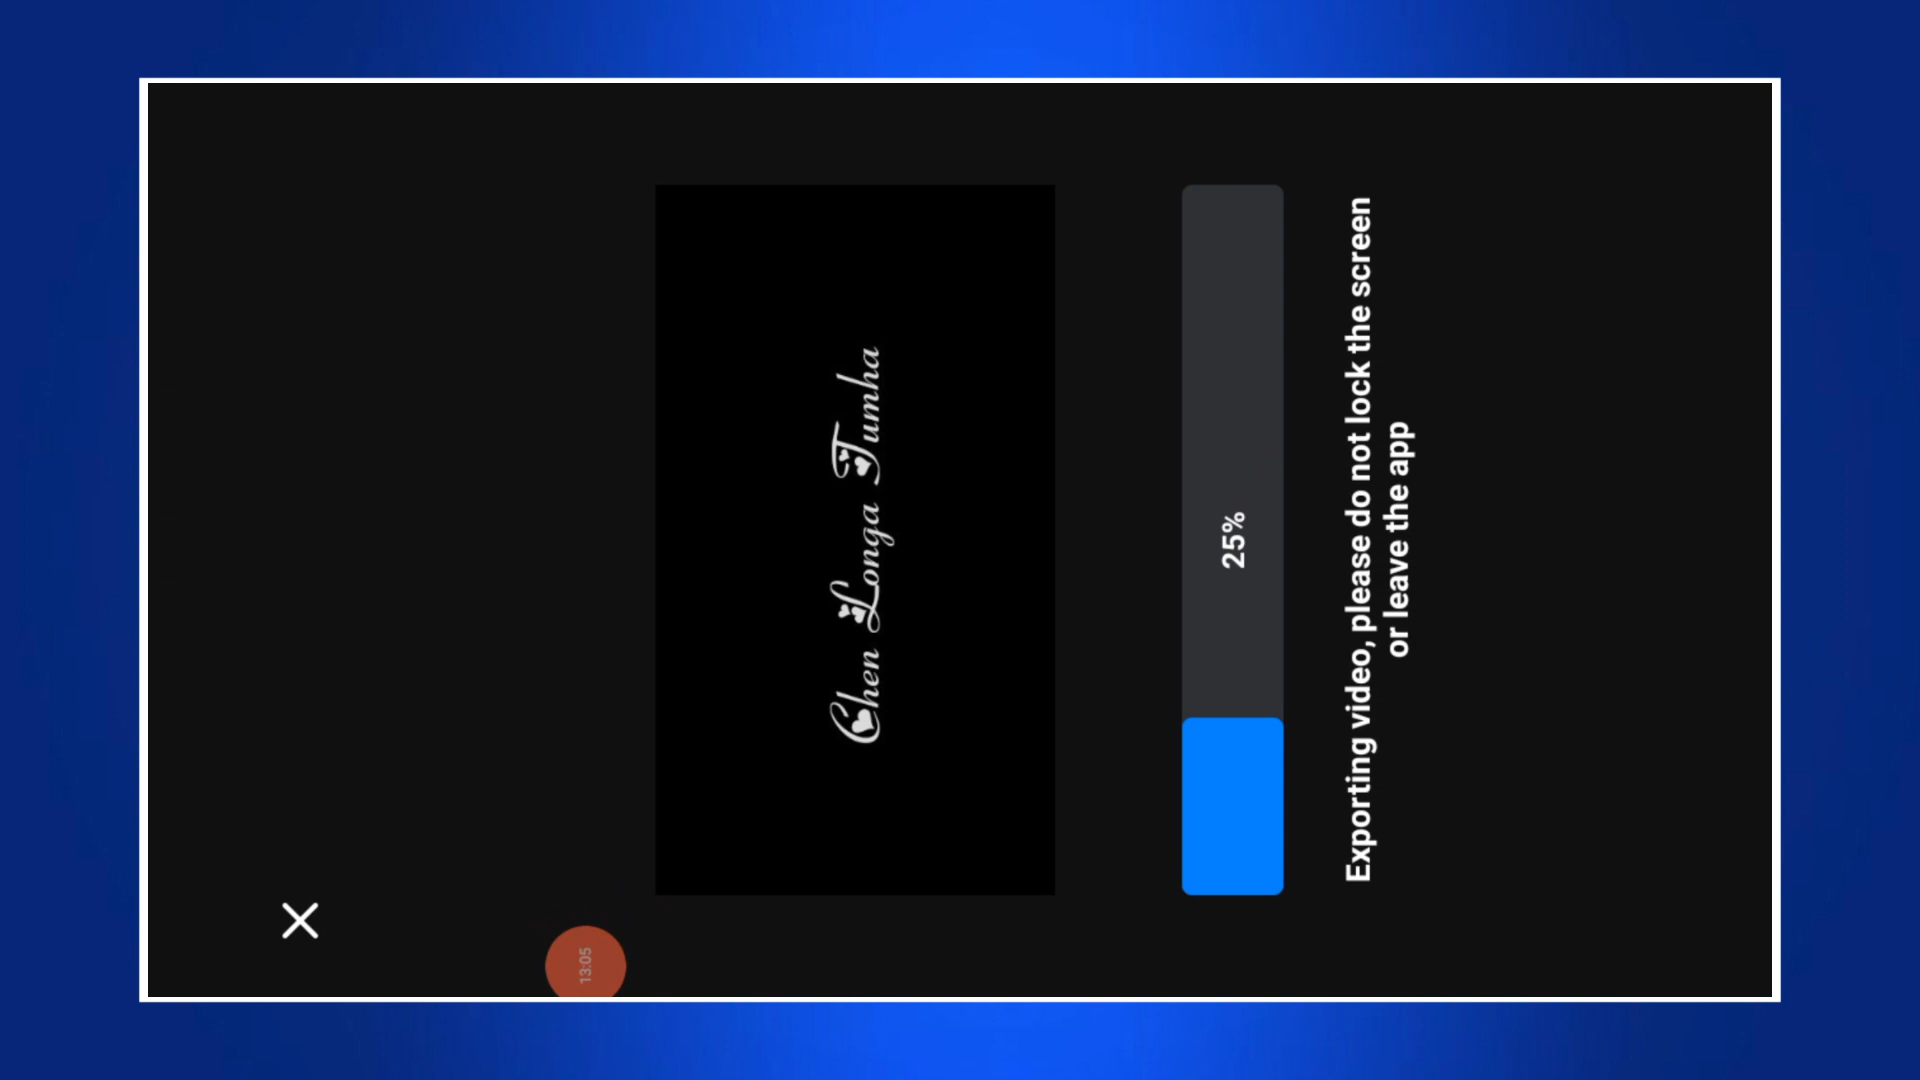 Chen Longa Tumha
25%
Exporting video, please do not lock the screen
or leave the app
13:05